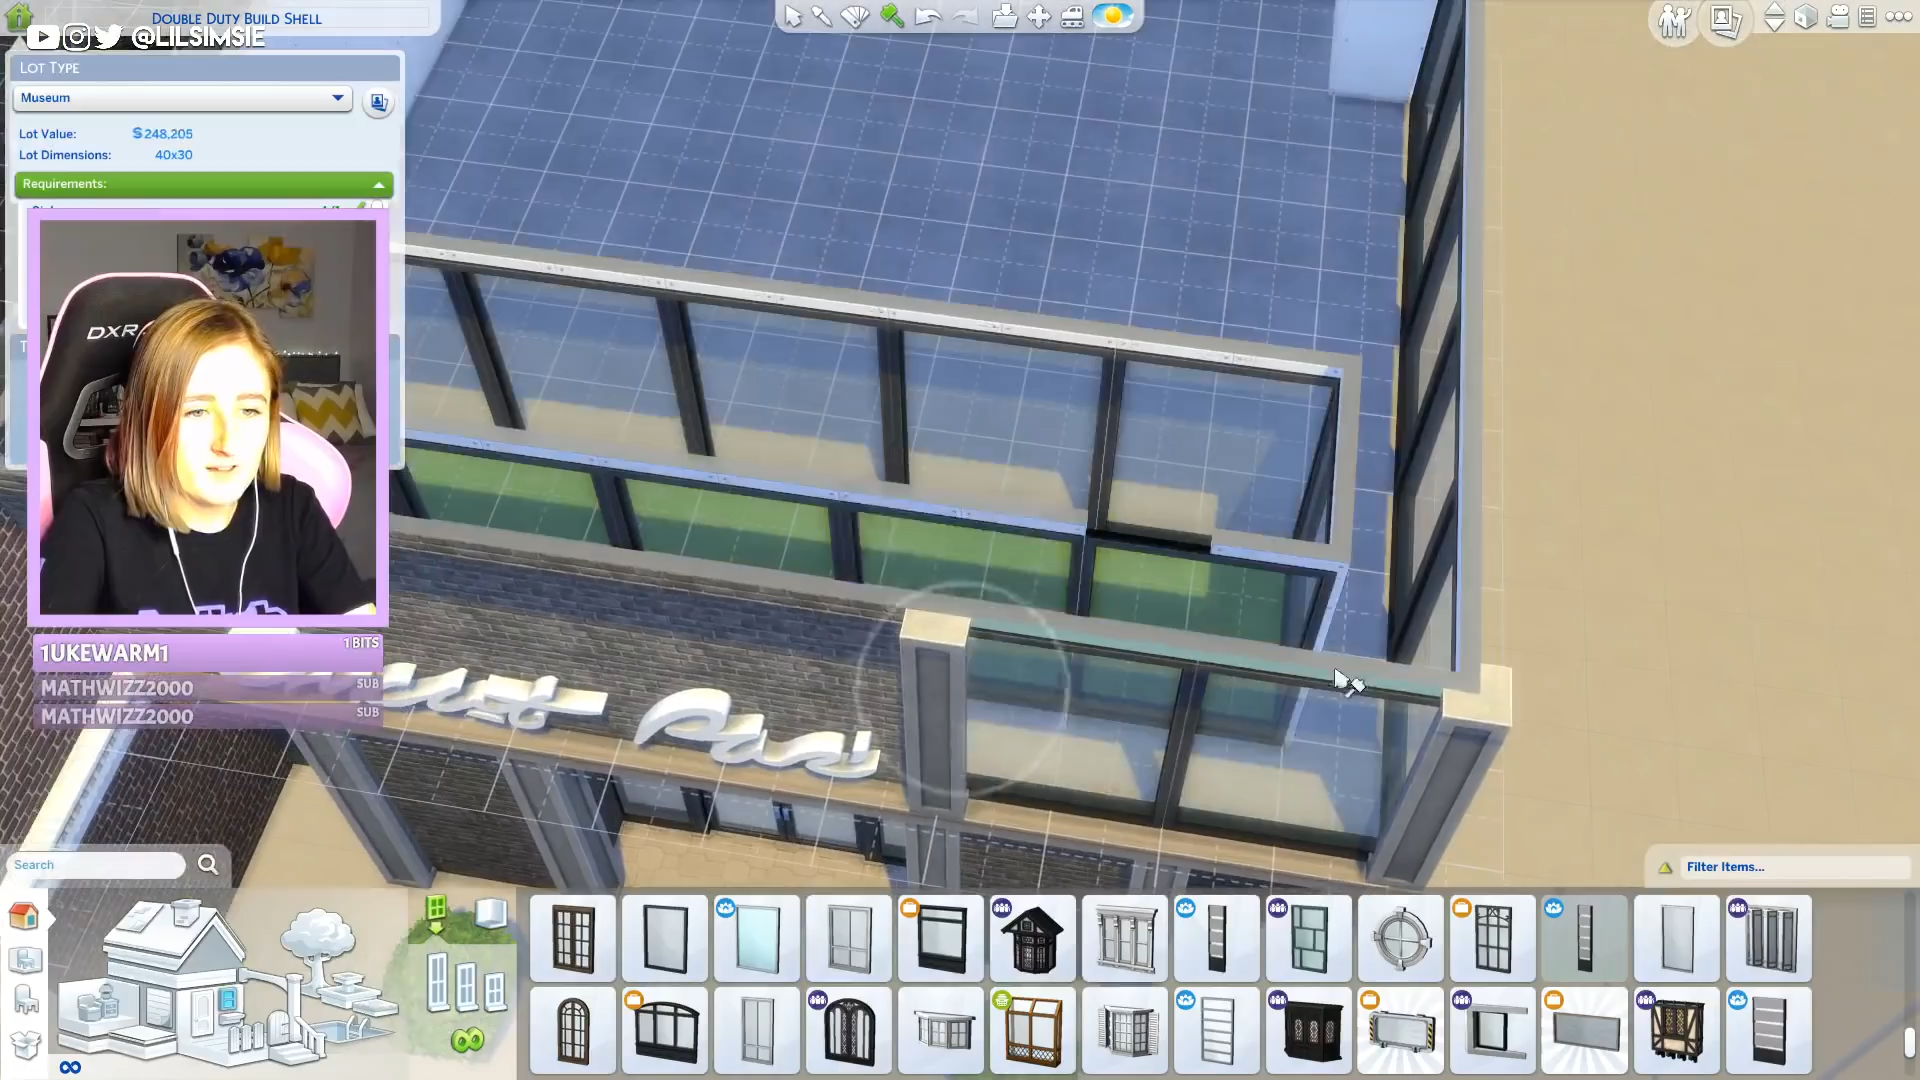 DOUBLE DUTY BUILD SHELL
@LILSIMSIE
LOT TYPE
Museum
Lot Value: §248,205
Lot Dimensions: 40x30
Requirements:
DXR
1UKEWARM1 1 BITS
MATHWIZZ2000 SUB
MATHWIZZ2000 SUB
Search
Filter Items...